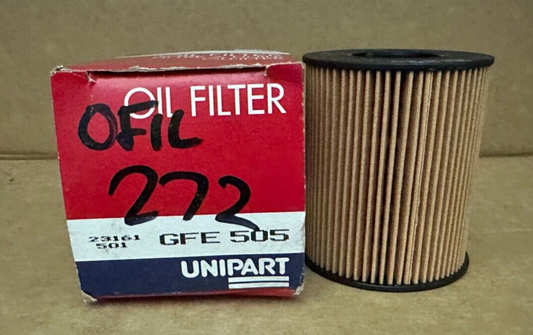 OIL FILTER
OFIL
272
23161
501
GFE 505
UNIPART